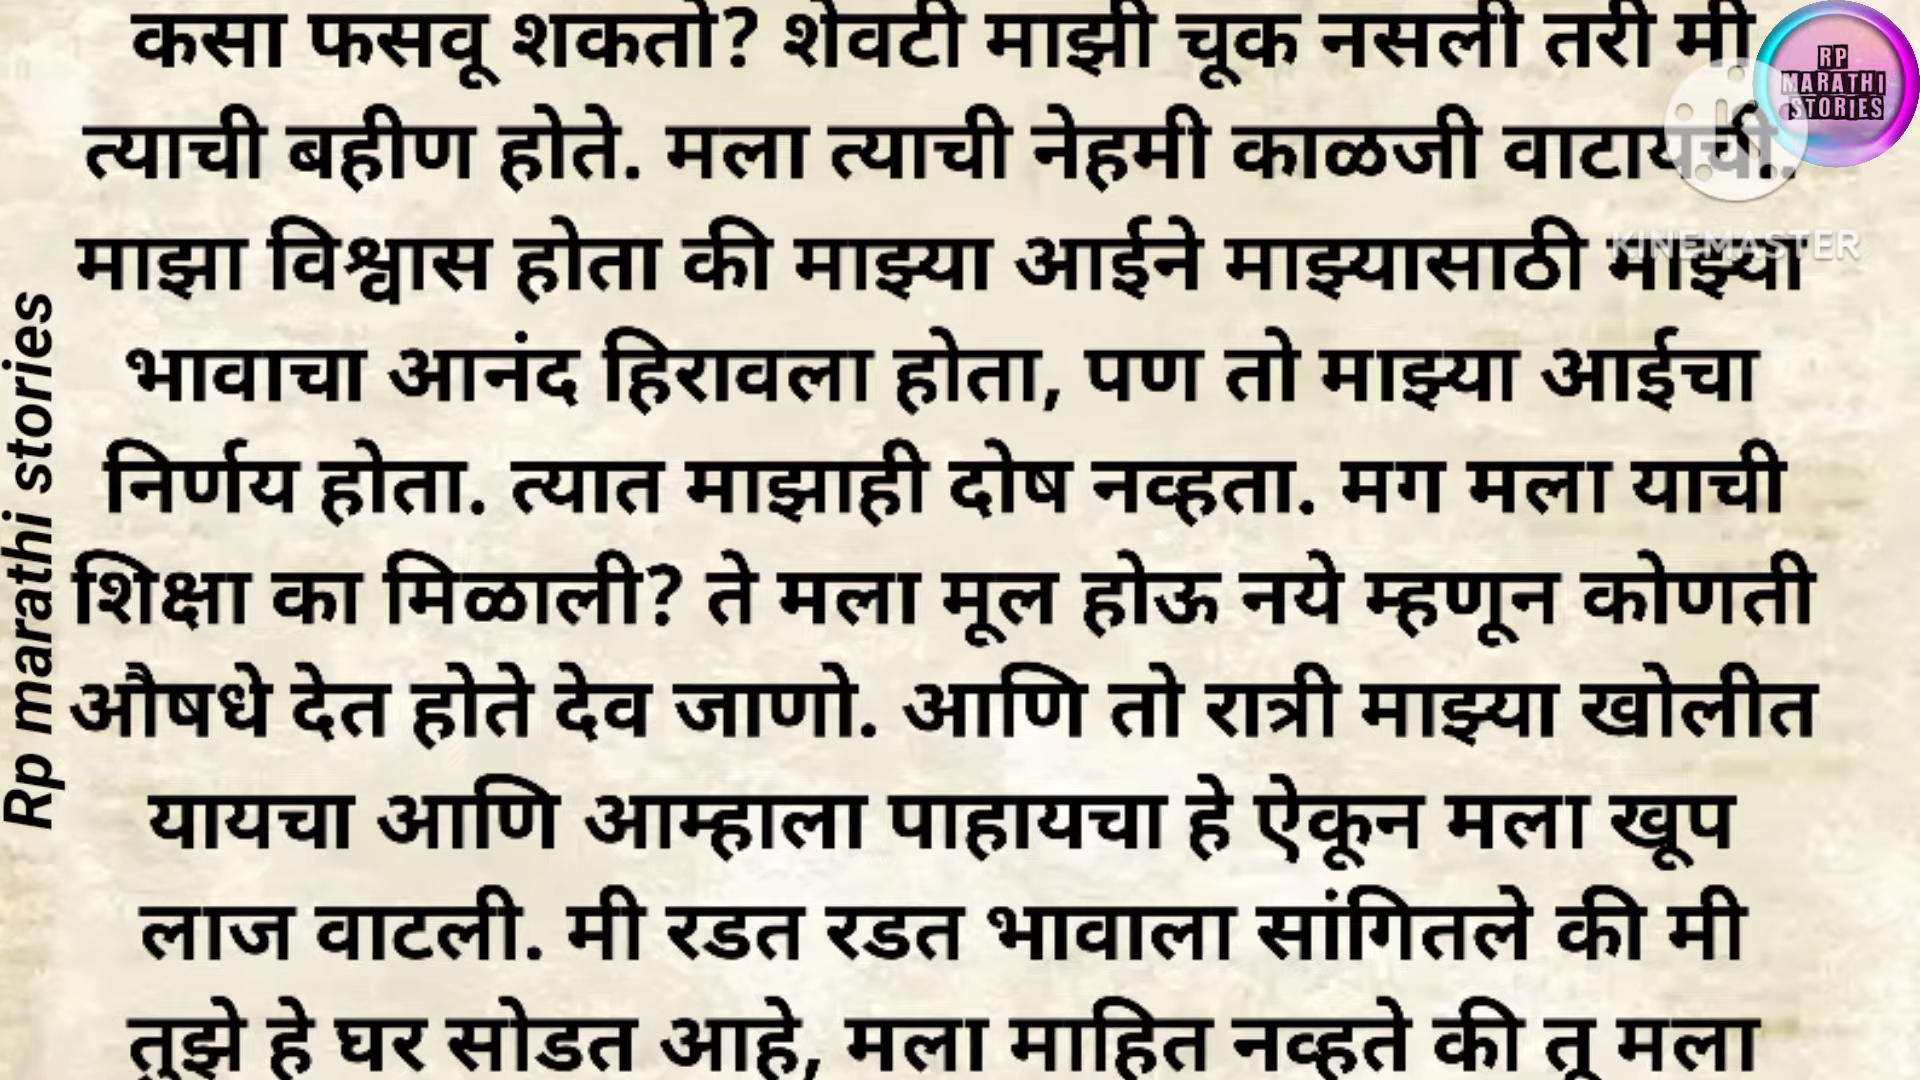 कसा फसवू शकतो? शेवटी माझी चूक नसली तरी मी
त्याची बहीण होते. मला त्याची नेहमी काळजी वाटायची..
माझा विश्वास होता की माझ्या आईने माझ्यासाठी माझ्या
भावाचा आनंद हिरावला होता, पण तो माझ्या आईचा
निर्णय होता. त्यात माझाही दोष नव्हता. मग मला याची
शिक्षा का मिळाली? ते मला मूल होऊ नये म्हणून कोणती
औषधे देत होते देव जाणो. आणि तो रात्री माझ्या खोलीत
यायचा आणि आम्हाला पाहायचा हे ऐकून मला खूप
लाज वाटली. मी रडत रडत भावाला सांगितले की मी
तुझे हे घर सोडत आहे, मला माहित नव्हते की तू मला
RP
MARATHI
STORIES
KINEMASTER
Rp marathi stories